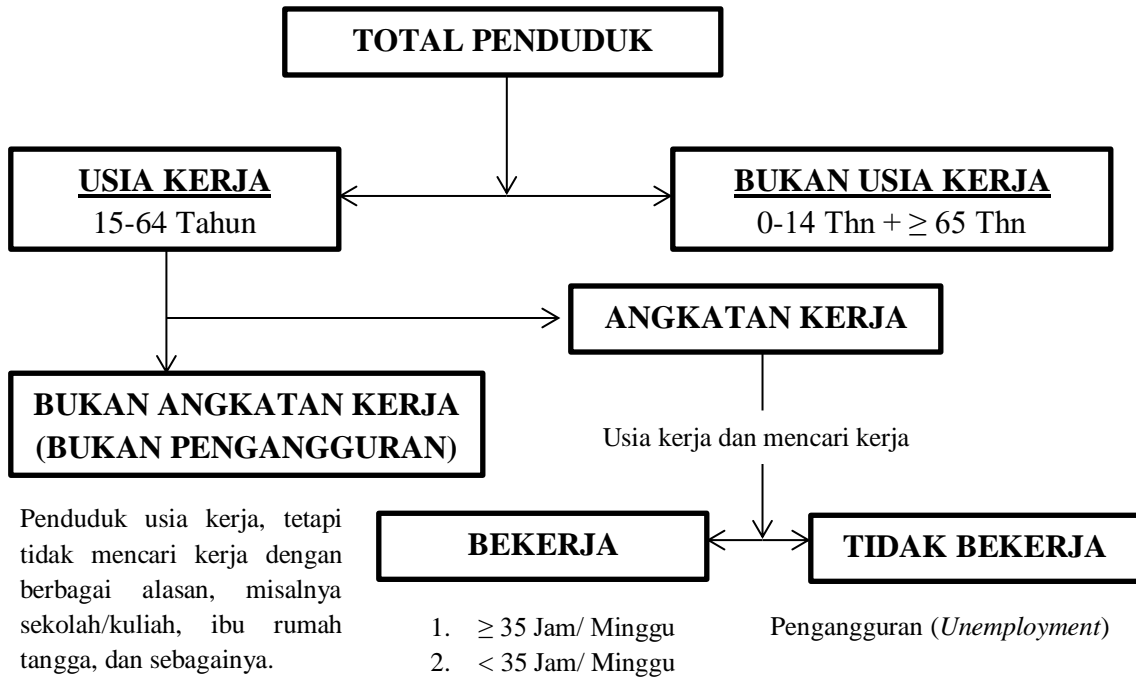 TOTAL PENDUDUK
USIA KERJA
15-64 Tahun
BUKAN USIA KERJA
0-14 Thn + ≥ 65 Thn
ANGKATAN KERJA
BUKAN ANGKATAN KERJA
(BUKAN PENGANGGURAN)
Usia kerja dan mencari kerja
Penduduk usia kerja, tetapi
tidak mencari kerja dengan
berbagai alasan, misalnya
sekolah/kuliah, ibu rumah
tangga, dan sebagainya.
BEKERJA
1. ≥ 35 Jam/ Minggu
2. < 35 Jam/ Minggu
TIDAK BEKERJA
Pengangguran (Unemployment)